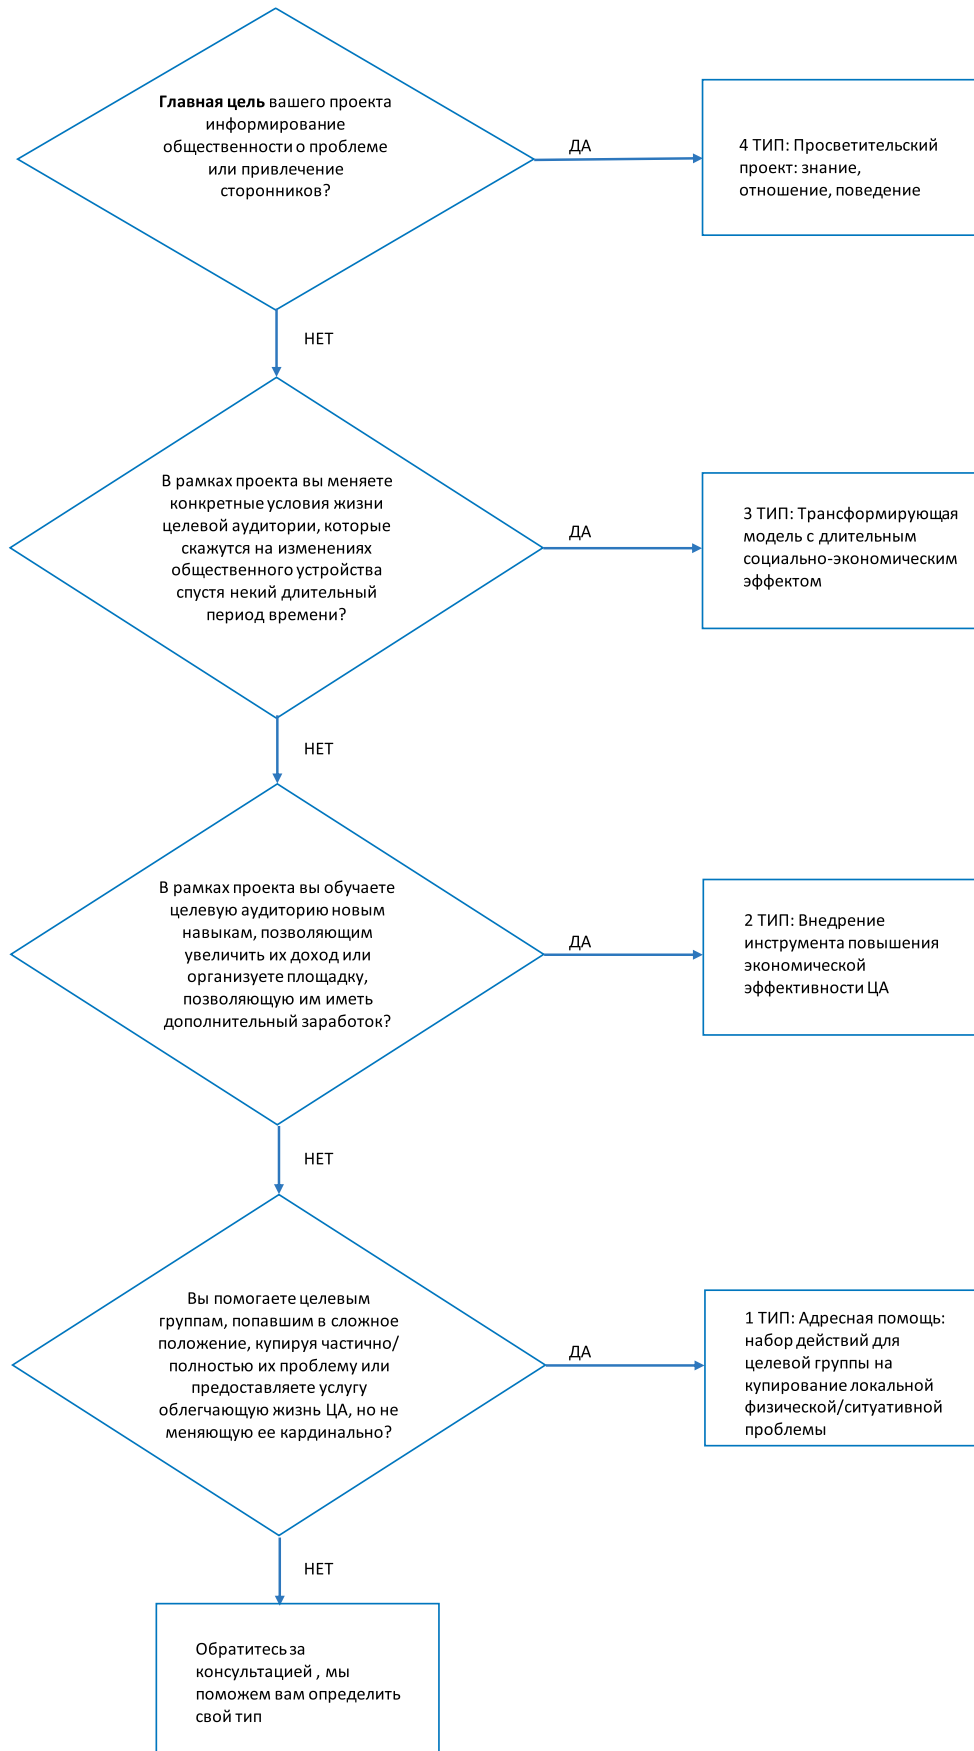 Главная цель вашего проекта
информирование
общественности о проблеме
или привлечение
сторонников?
ДА
4 ТИП: Просветительский
проект: знание,
отношение, поведение
НЕТ
В рамках проекта вы меняете
конкретные условия жизни
целевой аудитории, которые
скажутся на изменениях
общественного устройства
спустя некий длительный
период времени?
ДА
3 ТИП: Трансформирующая
модель с длительным
социально-экономическим
эффектом
НЕТ
В рамках проекта вы обучаете
целевую аудиторию новым
навыкам, позволяющим
увеличить их доход или
организуете площадку,
позволяющую им иметь
дополнительный заработок?
ДА
2 ТИП: Внедрение
инструмента повышения
экономической
эффективности ЦА
НЕТ
Вы помогаете целевым
группам, попавшим в сложное
положение, купируя частично/
полностью их проблему или
предоставляете услугу
облегчающую жизнь ЦА, но не
меняющую ее кардинально?
ДА
1 ТИП: Адресная помощь:
набор действий для
целевой группы на
купирование локальной
физической/ситуативной
проблемы
НЕТ
Обратитесь за
консультацией , мы
поможем вам определить
свой тип